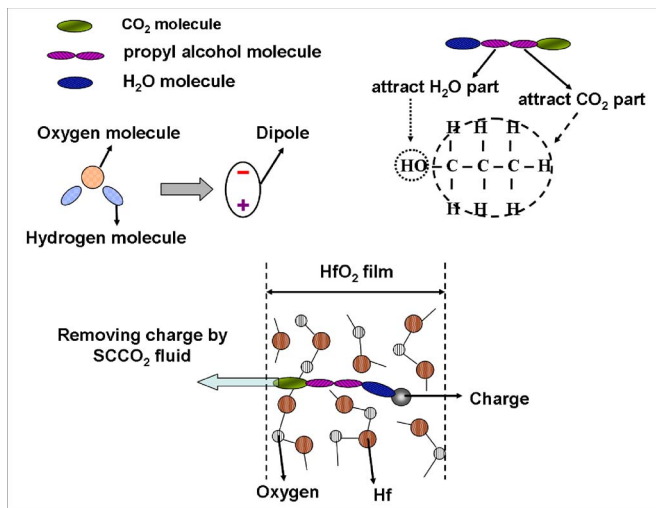 CO2 molecule
propyl alcohol molecule
H2O molecule
attract H2O part
attract CO2 part
Oxygen molecule
Dipole
H H H
HO - C - C - C - H
H H H
−
+
Hydrogen molecule
HfO2 film
Removing charge by
SCCO2 fluid
Charge
Oxygen
Hf